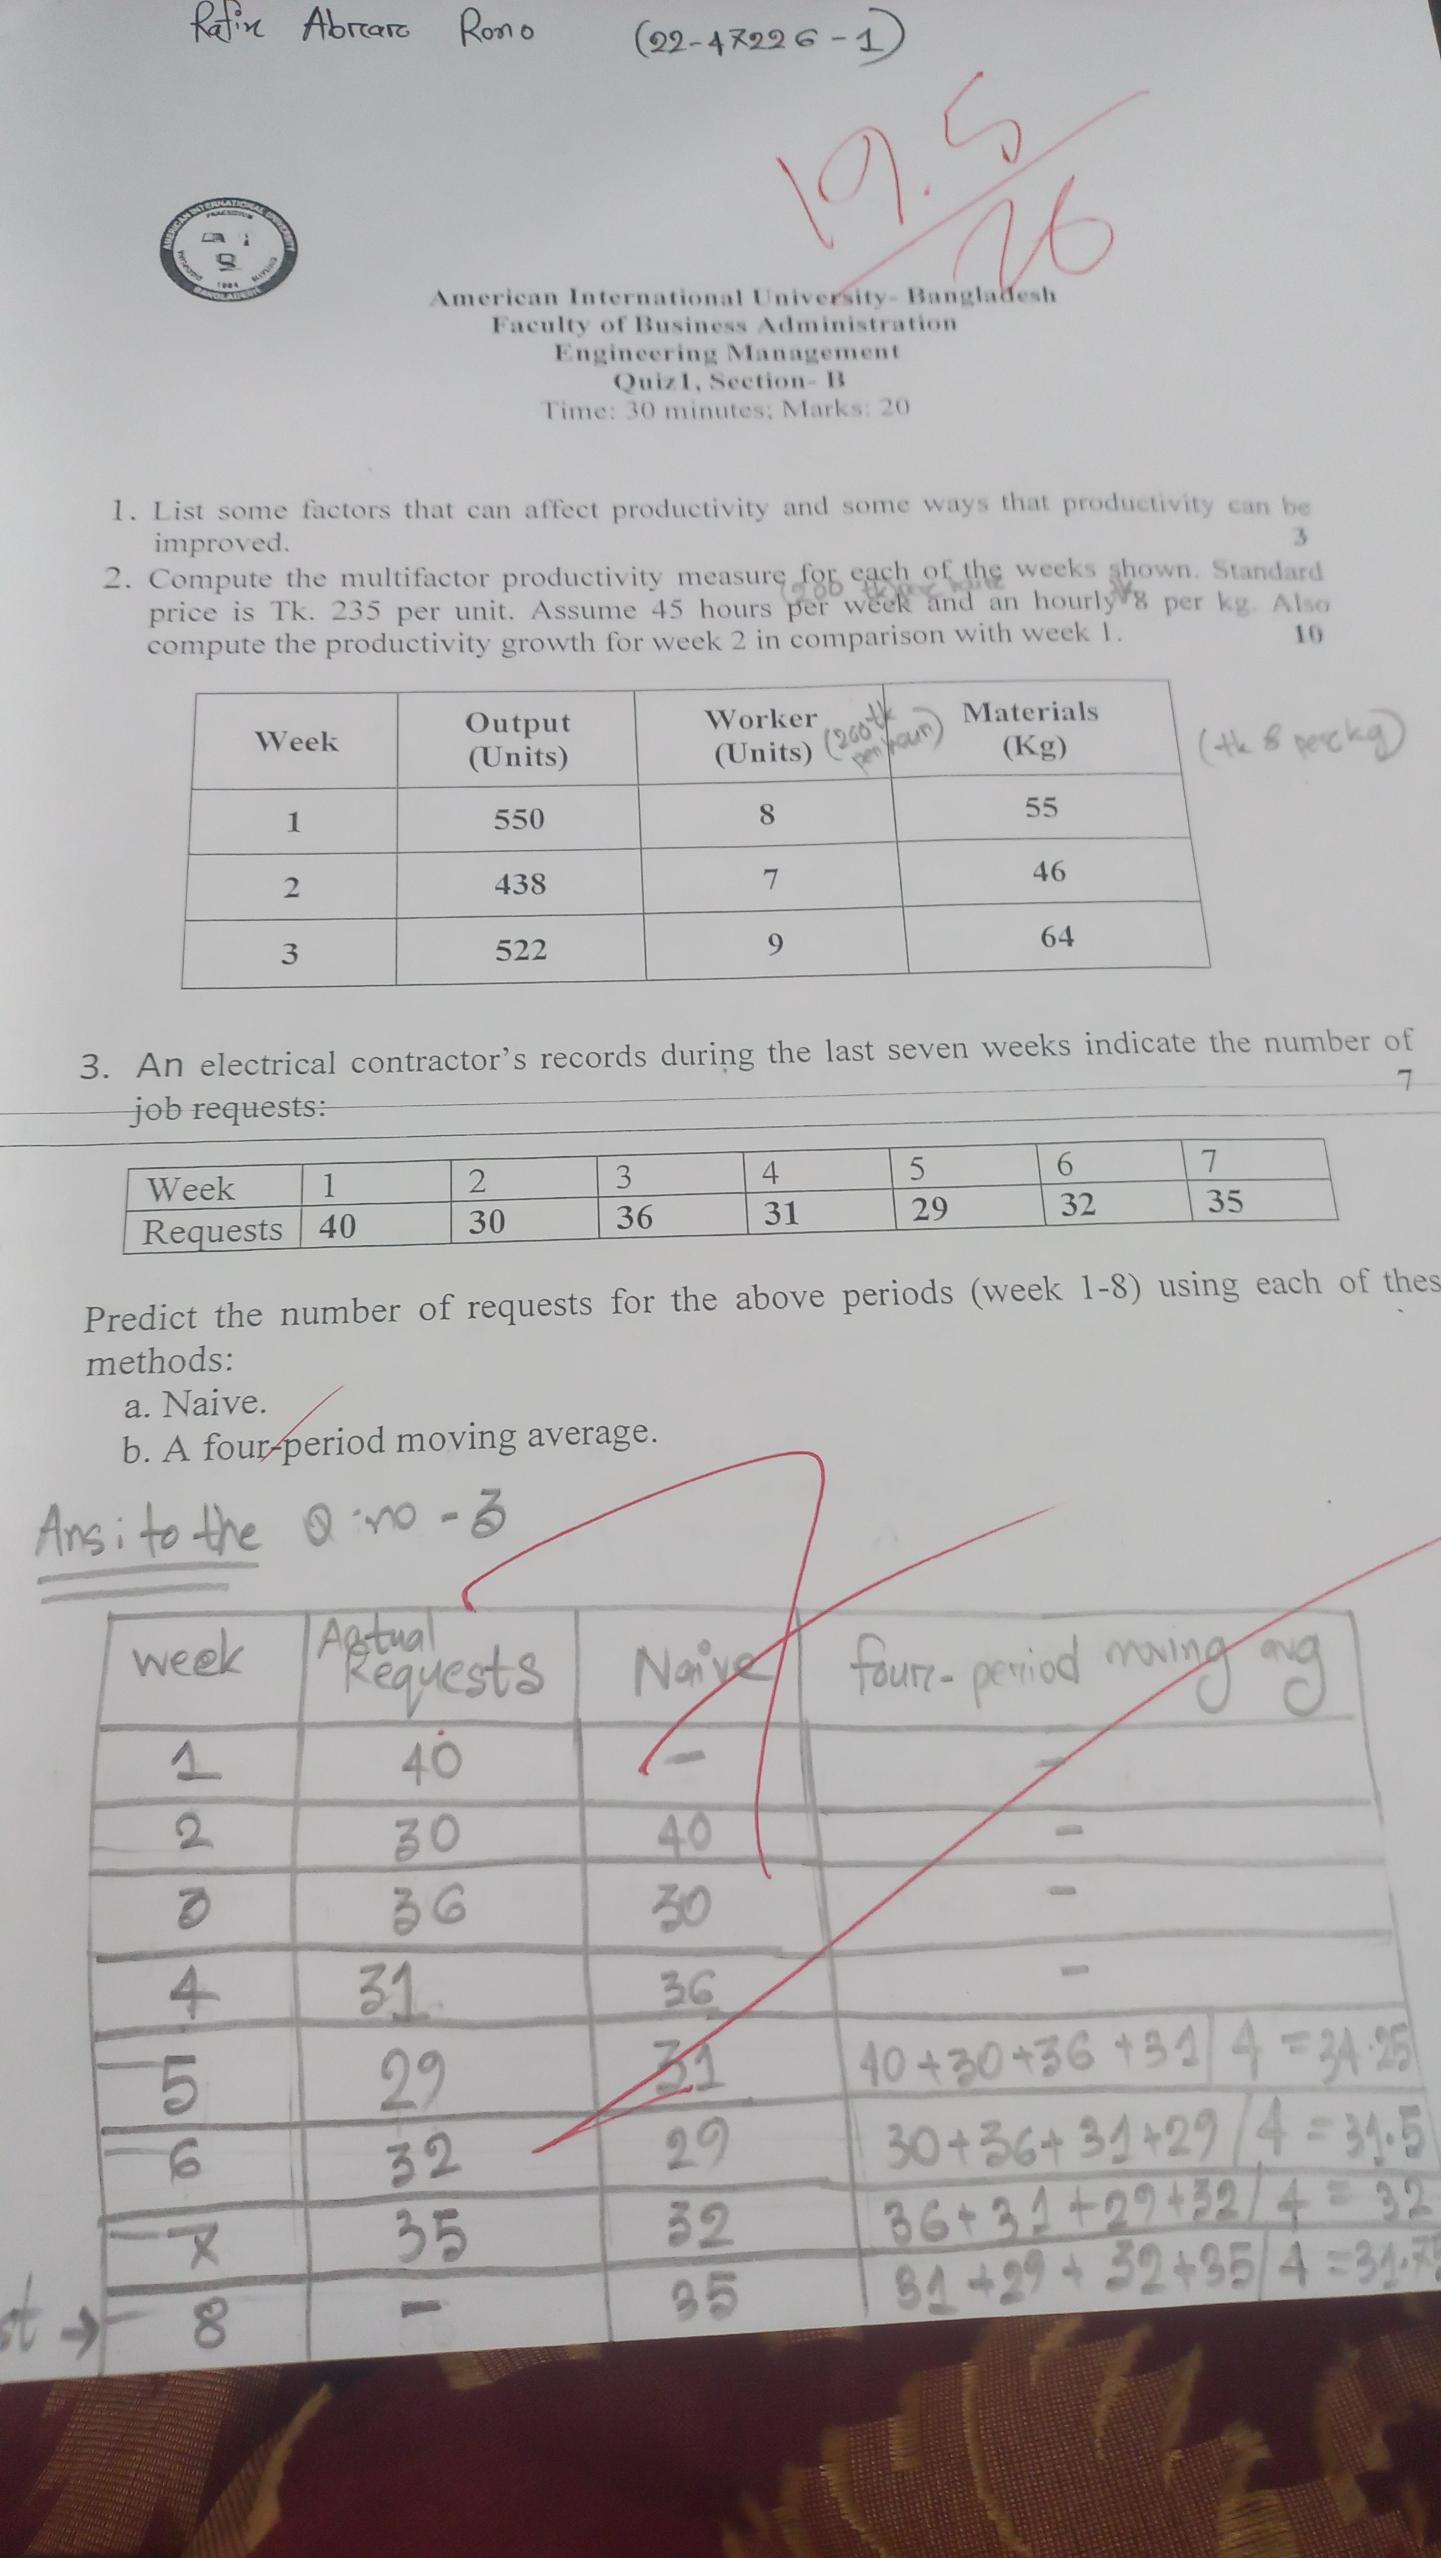 Rafin Abrarc Rono (22-47226-1)
19.5/26
AMERICAN INTERNATIONAL UNIVERSITY
BANGLADESH
American International University- Bangladesh
Faculty of Business Administration
Engineering Management
Quiz1, Section- B
Time: 30 minutes; Marks: 20
1. List some factors that can affect productivity and some ways that productivity can be
improved. 3
2. Compute the multifactor productivity measure for each of the weeks shown. Standard
price is Tk. 235 per unit. Assume 45 hours per week and an hourly 8 per kg. Also
compute the productivity growth for week 2 in comparison with week 1. 10
Week Output Worker Materials
(Units) (Units) (200 tk per hour) (Kg) (tk 8 per kg)
1 550 8 55
2 438 7 46
3 522 9 64
3. An electrical contractor's records during the last seven weeks indicate the number of
job requests: 7
Week 1 2 3 4 5 6 7
Requests 40 30 36 31 29 32 35
Predict the number of requests for the above periods (week 1-8) using each of thes
methods:
a. Naive.
b. A four-period moving average.
Ans: to the Q no - 3
week Actual Requests Naive four-period moving avg
1 40 - -
2 30 40 -
3 36 30 -
4 31 36 -
5 29 31 40+30+36+31/4 = 34.25
6 32 29 30+36+31+29/4 = 31.5
7 35 32 36+31+29+32/4 = 32
st → 8 - 35 31+29+32+35/4 = 31.75